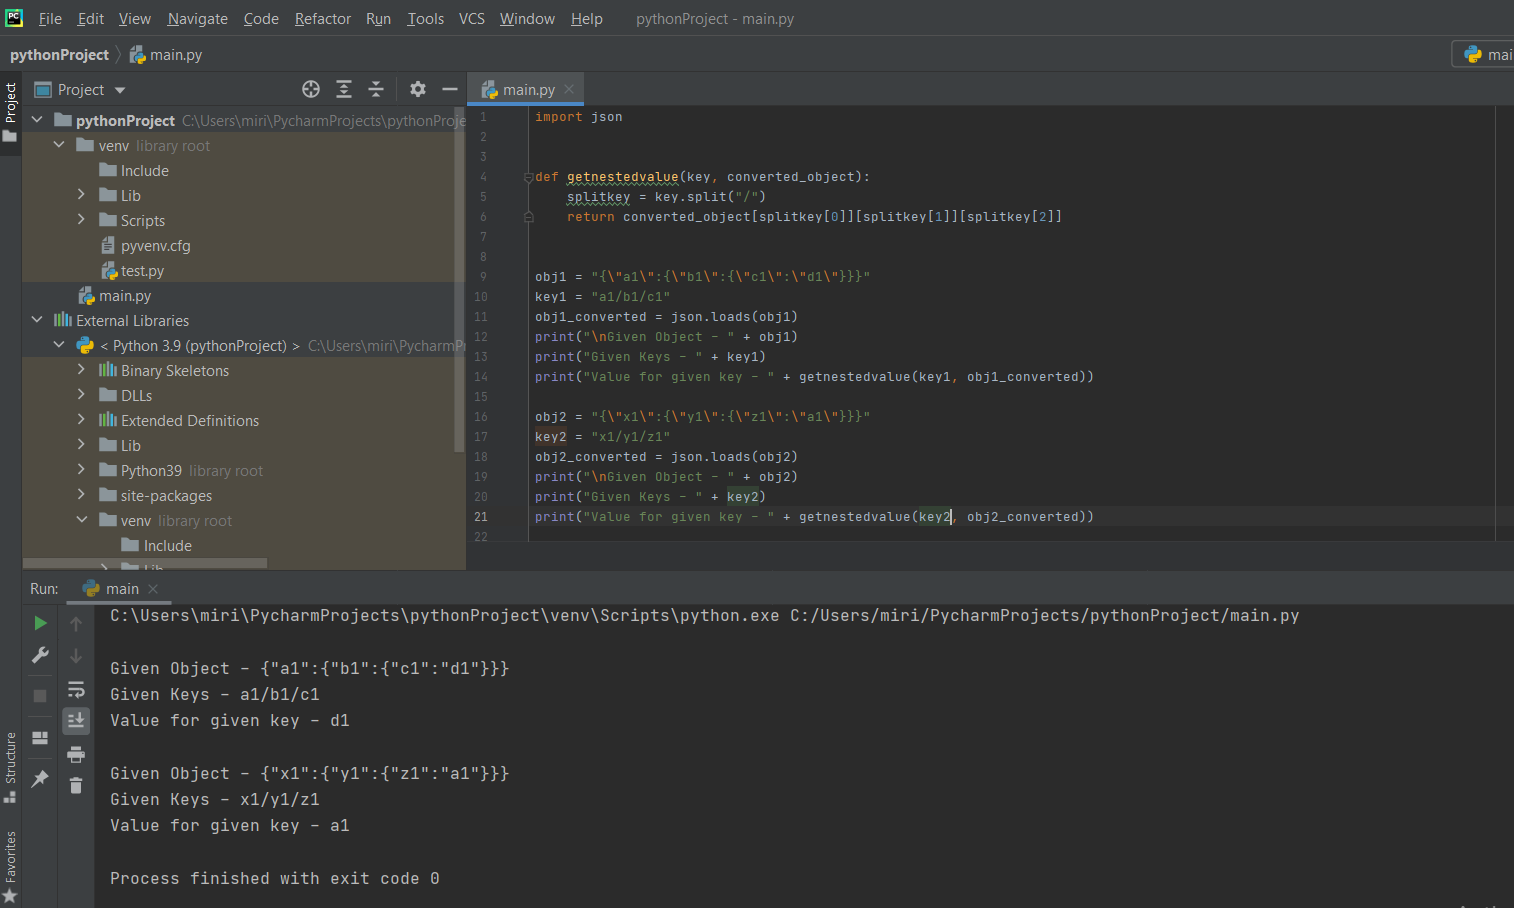 PC File Edit View Navigate Code Refactor Run Tools VCS Window Help pythonProject - main.py
pythonProject main.py
Project
Project
main.py
pythonProject C:\Users\miri\PycharmProjects\pythonProje
venv library root
Include
Lib
Scripts
pyvenv.cfg
test.py
main.py
External Libraries
< Python 3.9 (pythonProject) > C:\Users\miri\PycharmPr
Binary Skeletons
DLLs
Extended Definitions
Lib
Python39 library root
site-packages
venv library root
Include
Lib
1 import json
2
3
4 def getnestedvalue(key, converted_object):
5     splitkey = key.split("/")
6     return converted_object[splitkey[0]][splitkey[1]][splitkey[2]]
7
8
9 obj1 = "{\"a1\":{\"b1\":{\"c1\":\"d1\"}}}"
10 key1 = "a1/b1/c1"
11 obj1_converted = json.loads(obj1)
12 print("\nGiven Object - " + obj1)
13 print("Given Keys - " + key1)
14 print("Value for given key - " + getnestedvalue(key1, obj1_converted))
15
16 obj2 = "{\"x1\":{\"y1\":{\"z1\":\"a1\"}}}"
17 key2 = "x1/y1/z1"
18 obj2_converted = json.loads(obj2)
19 print("\nGiven Object - " + obj2)
20 print("Given Keys - " + key2)
21 print("Value for given key - " + getnestedvalue(key2, obj2_converted))
22
Run: main
C:\Users\miri\PycharmProjects\pythonProject\venv\Scripts\python.exe C:/Users/miri/PycharmProjects/pythonProject/main.py
Given Object - {"a1":{"b1":{"c1":"d1"}}}
Given Keys - a1/b1/c1
Value for given key - d1
Given Object - {"x1":{"y1":{"z1":"a1"}}}
Given Keys - x1/y1/z1
Value for given key - a1
Process finished with exit code 0
Structure
Favorites